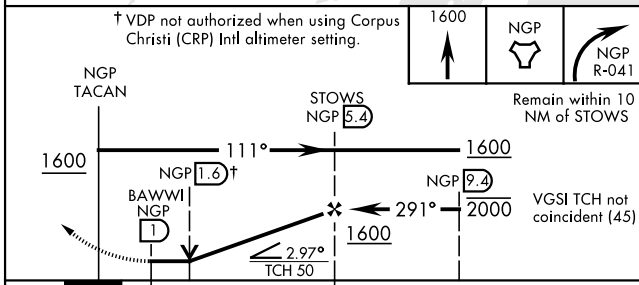 † VDP not authorized when using Corpus
Christi (CRP) Intl altimeter setting.
1600
NGP
NGP
R-041
NGP
TACAN
STOWS
NGP 5.4
Remain within 10
NM of STOWS
1600
111°
1600
NGP 1.6 †
NGP 9.4
BAWWI
NGP
1
291°
2000
VGSI TCH not
coincident (45)
1600
2.97°
TCH 50